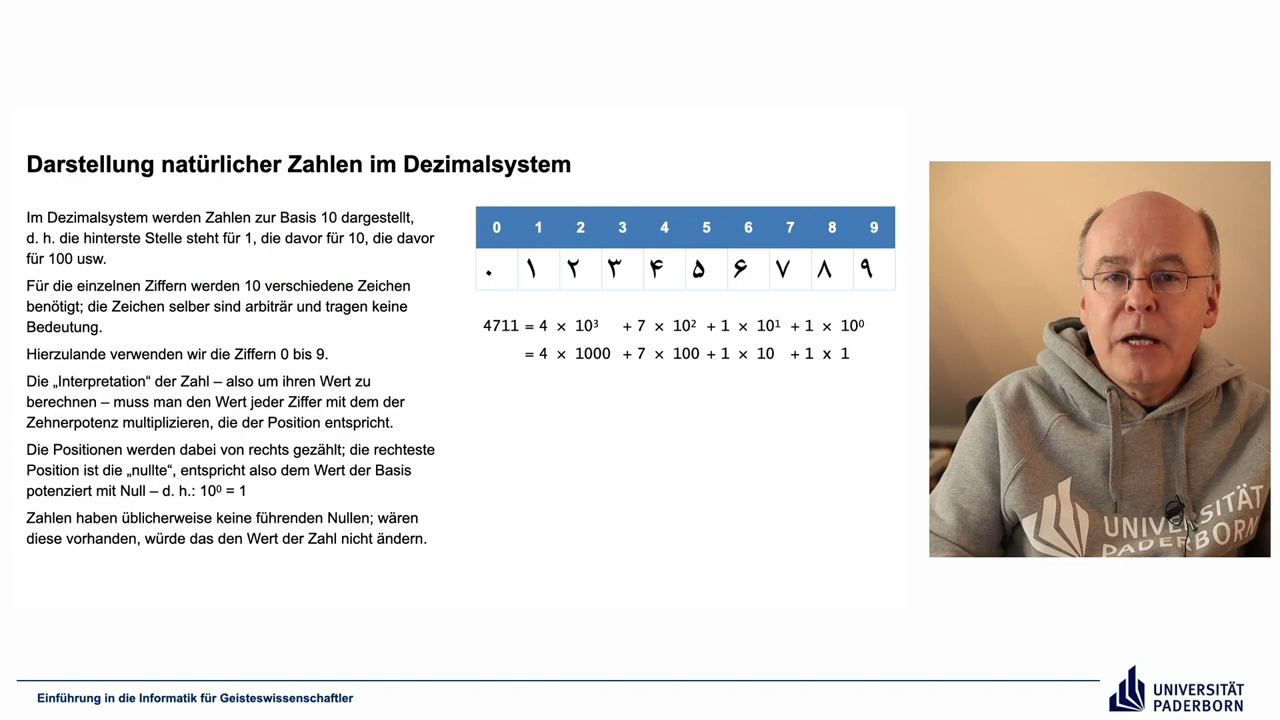 Darstellung natürlicher Zahlen im Dezimalsystem
Im Dezimalsystem werden Zahlen zur Basis 10 dargestellt,
d. h. die hinterste Stelle steht für 1, die davor für 10, die davor
für 100 usw.
Für die einzelnen Ziffern werden 10 verschiedene Zeichen
benötigt; die Zeichen selber sind arbiträr und tragen keine
Bedeutung.
Hierzulande verwenden wir die Ziffern 0 bis 9.
Die „Interpretation“ der Zahl – also um ihren Wert zu
berechnen – muss man den Wert jeder Ziffer mit dem der
Zehnerpotenz multiplizieren, die der Position entspricht.
Die Positionen werden dabei von rechts gezählt; die rechteste
Position ist die „nullte“, entspricht also dem Wert der Basis
potenziert mit Null – d. h.: 10⁰ = 1
Zahlen haben üblicherweise keine führenden Nullen; wären
diese vorhanden, würde das den Wert der Zahl nicht ändern.
0 1 2 3 4 5 6 7 8 9
۰ ۱ ۲ ۳ ۴ ۵ ۶ ۷ ۸ ۹
4711 = 4 × 10³ + 7 × 10² + 1 × 10¹ + 1 × 10⁰
= 4 × 1000 + 7 × 100 + 1 × 10 + 1 x 1
UNIVERSITÄT
PADERBORN
Einführung in die Informatik für Geisteswissenschaftler
UNIVERSITÄT
PADERBORN